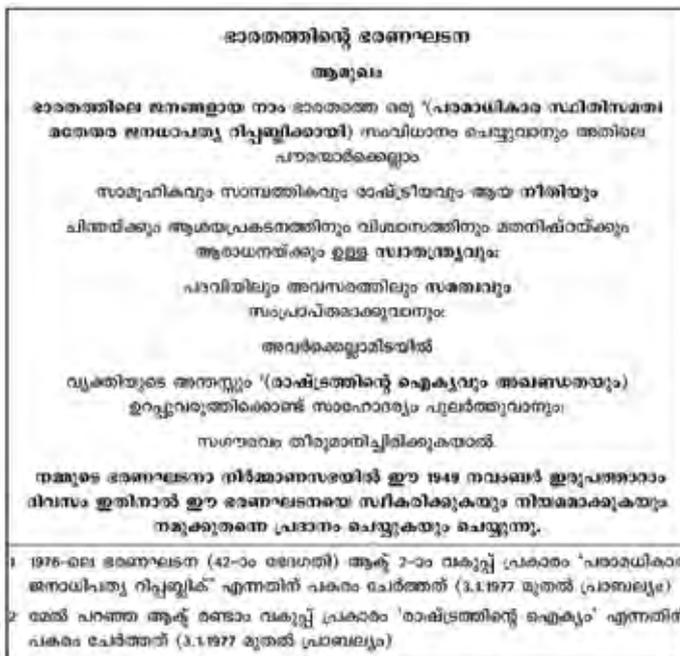 ഭാരതത്തിന്റെ ഭരണഘടന
ആമുഖം
ഭാരതത്തിലെ ജനങ്ങളായ നാം ഭാരതത്തെ ഒരു ¹(പരമാധികാര സ്ഥിതിസമത്വ
മതേതര ജനാധപത്യ റിപ്പബ്ലിക്കായി) സംവിധാനം ചെയ്യുവാനും അതിലെ
പൗരന്മാർക്കെല്ലാം
സാമൂഹികവും സാമ്പത്തികവും രാഷ്ട്രീയവും ആയ നീതിയും
ചിന്തയ്ക്കും ആശയപ്രകടനത്തിനും വിശ്വാസത്തിനും മതനിഷ്ഠയ്ക്കും
ആരാധനയ്ക്കും ഉള്ള സ്വാതന്ത്ര്യവും;
പദവിയിലും അവസരത്തിലും സമത്വവും
സംപ്രാപ്തമാക്കുവാനും;
അവർക്കെല്ലാമിടയിൽ
വ്യക്തിയുടെ അന്തസ്സും ²(രാഷ്ട്രത്തിന്റെ ഐക്യവും അഖണ്ഡതയും)
ഉറപ്പുവരുത്തിക്കൊണ്ട് സാഹോദര്യം പുലർത്തുവാനും;
സഗൗരവം തീരുമാനിച്ചിരിക്കുകയാൽ
നമ്മുടെ ഭരണഘടനാ നിർമ്മാണസഭയിൽ ഈ 1949 നവംബർ ഇരുപത്താറാം
ദിവസം ഇതിനാൽ ഈ ഭരണഘടനയെ സ്വീകരിക്കുകയും നിയമമാക്കുകയും
നമുക്കുതന്നെ പ്രദാനം ചെയ്യുകയും ചെയ്യുന്നു.
1 1976-ലെ ഭരണഘടന (42-ാം ഭേദഗതി) ആക്ട് 2-ാം വകുപ്പ് പ്രകാരം "പരാമധികാര
ജനാധിപത്യ റിപ്പബ്ലിക്" എന്നതിന് പകരം ചേർത്തത് (3.1.1977 മുതൽ പ്രാബല്യം)
2 മേൽ പറഞ്ഞ ആക്ട് രണ്ടാം വകുപ്പ് പ്രകാരം 'രാഷ്ട്രത്തിന്റെ ഐക്യം' എന്നതിന്
പകരം ചേർത്തത് (3.1.1977 മുതൽ പ്രാബല്യം)